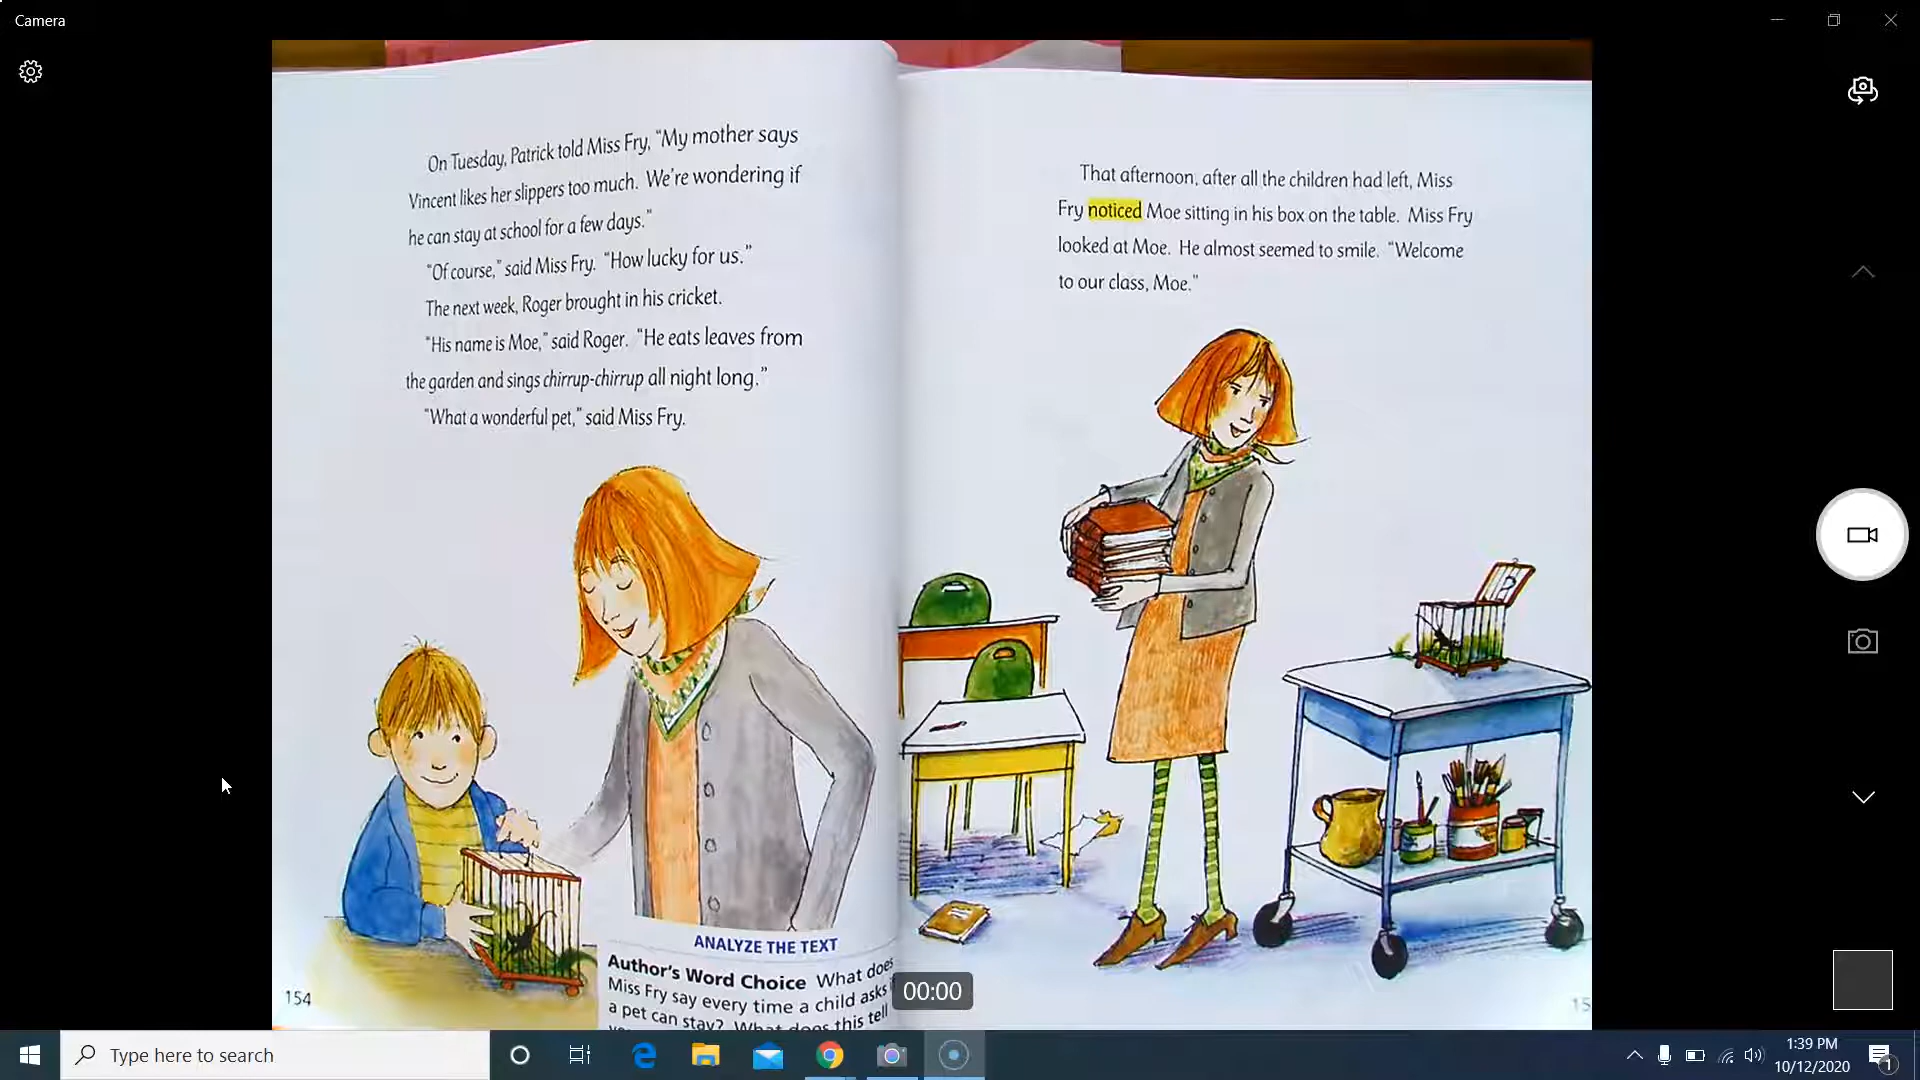 Camera
On Tuesday, Patrick told Miss Fry, “My mother says
Vincent likes her slippers too much. We’re wondering if
he can stay at school for a few days.”
“Of course,” said Miss Fry. “How lucky for us.”
The next week, Roger brought in his cricket.
“His name is Moe,” said Roger. “He eats leaves from
the garden and sings chirrup-chirrup all night long.”
“What a wonderful pet,” said Miss Fry.
ANALYZE THE TEXT
Author’s Word Choice What does
Miss Fry say every time a child asks
a pet can stay? What does this tell
154
That afternoon, after all the children had left, Miss
Fry noticed Moe sitting in his box on the table. Miss Fry
looked at Moe. He almost seemed to smile. “Welcome
to our class, Moe.”
00:00
Type here to search
1:39 PM
10/12/2020
1